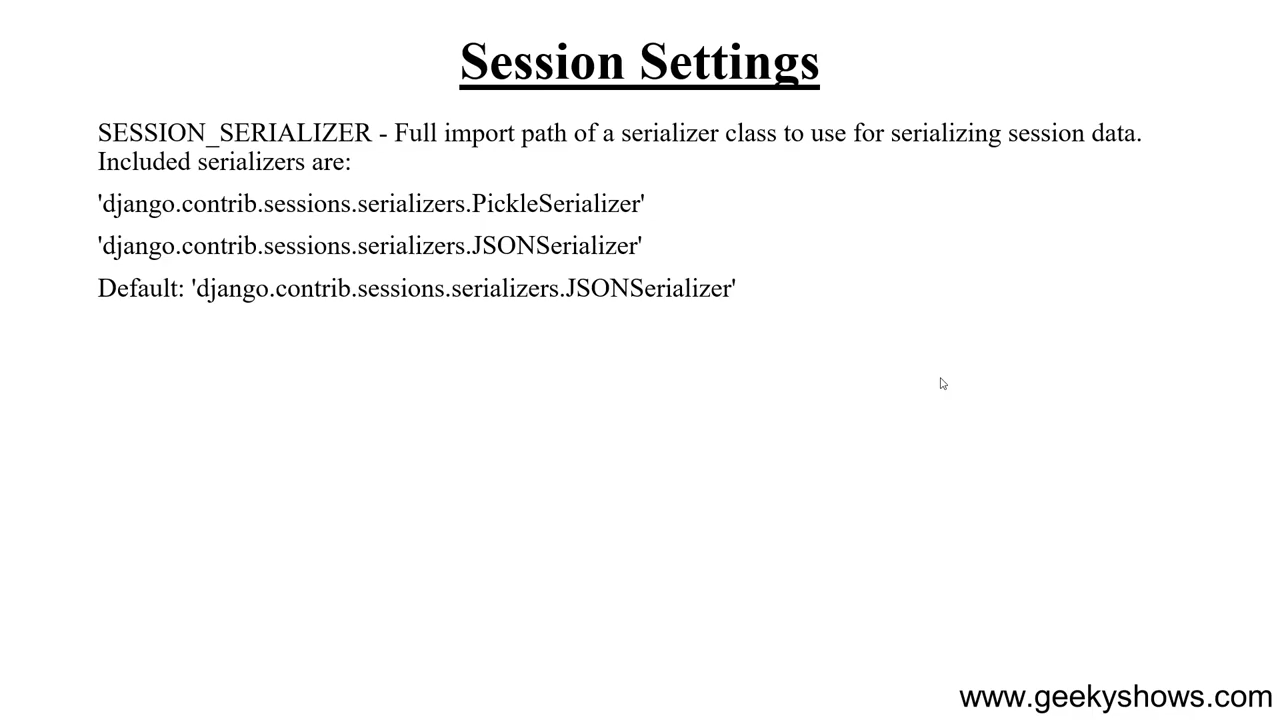 Session Settings
SESSION_SERIALIZER - Full import path of a serializer class to use for serializing session data.
Included serializers are:
'django.contrib.sessions.serializers.PickleSerializer'
'django.contrib.sessions.serializers.JSONSerializer'
Default: 'django.contrib.sessions.serializers.JSONSerializer'
www.geekyshows.com